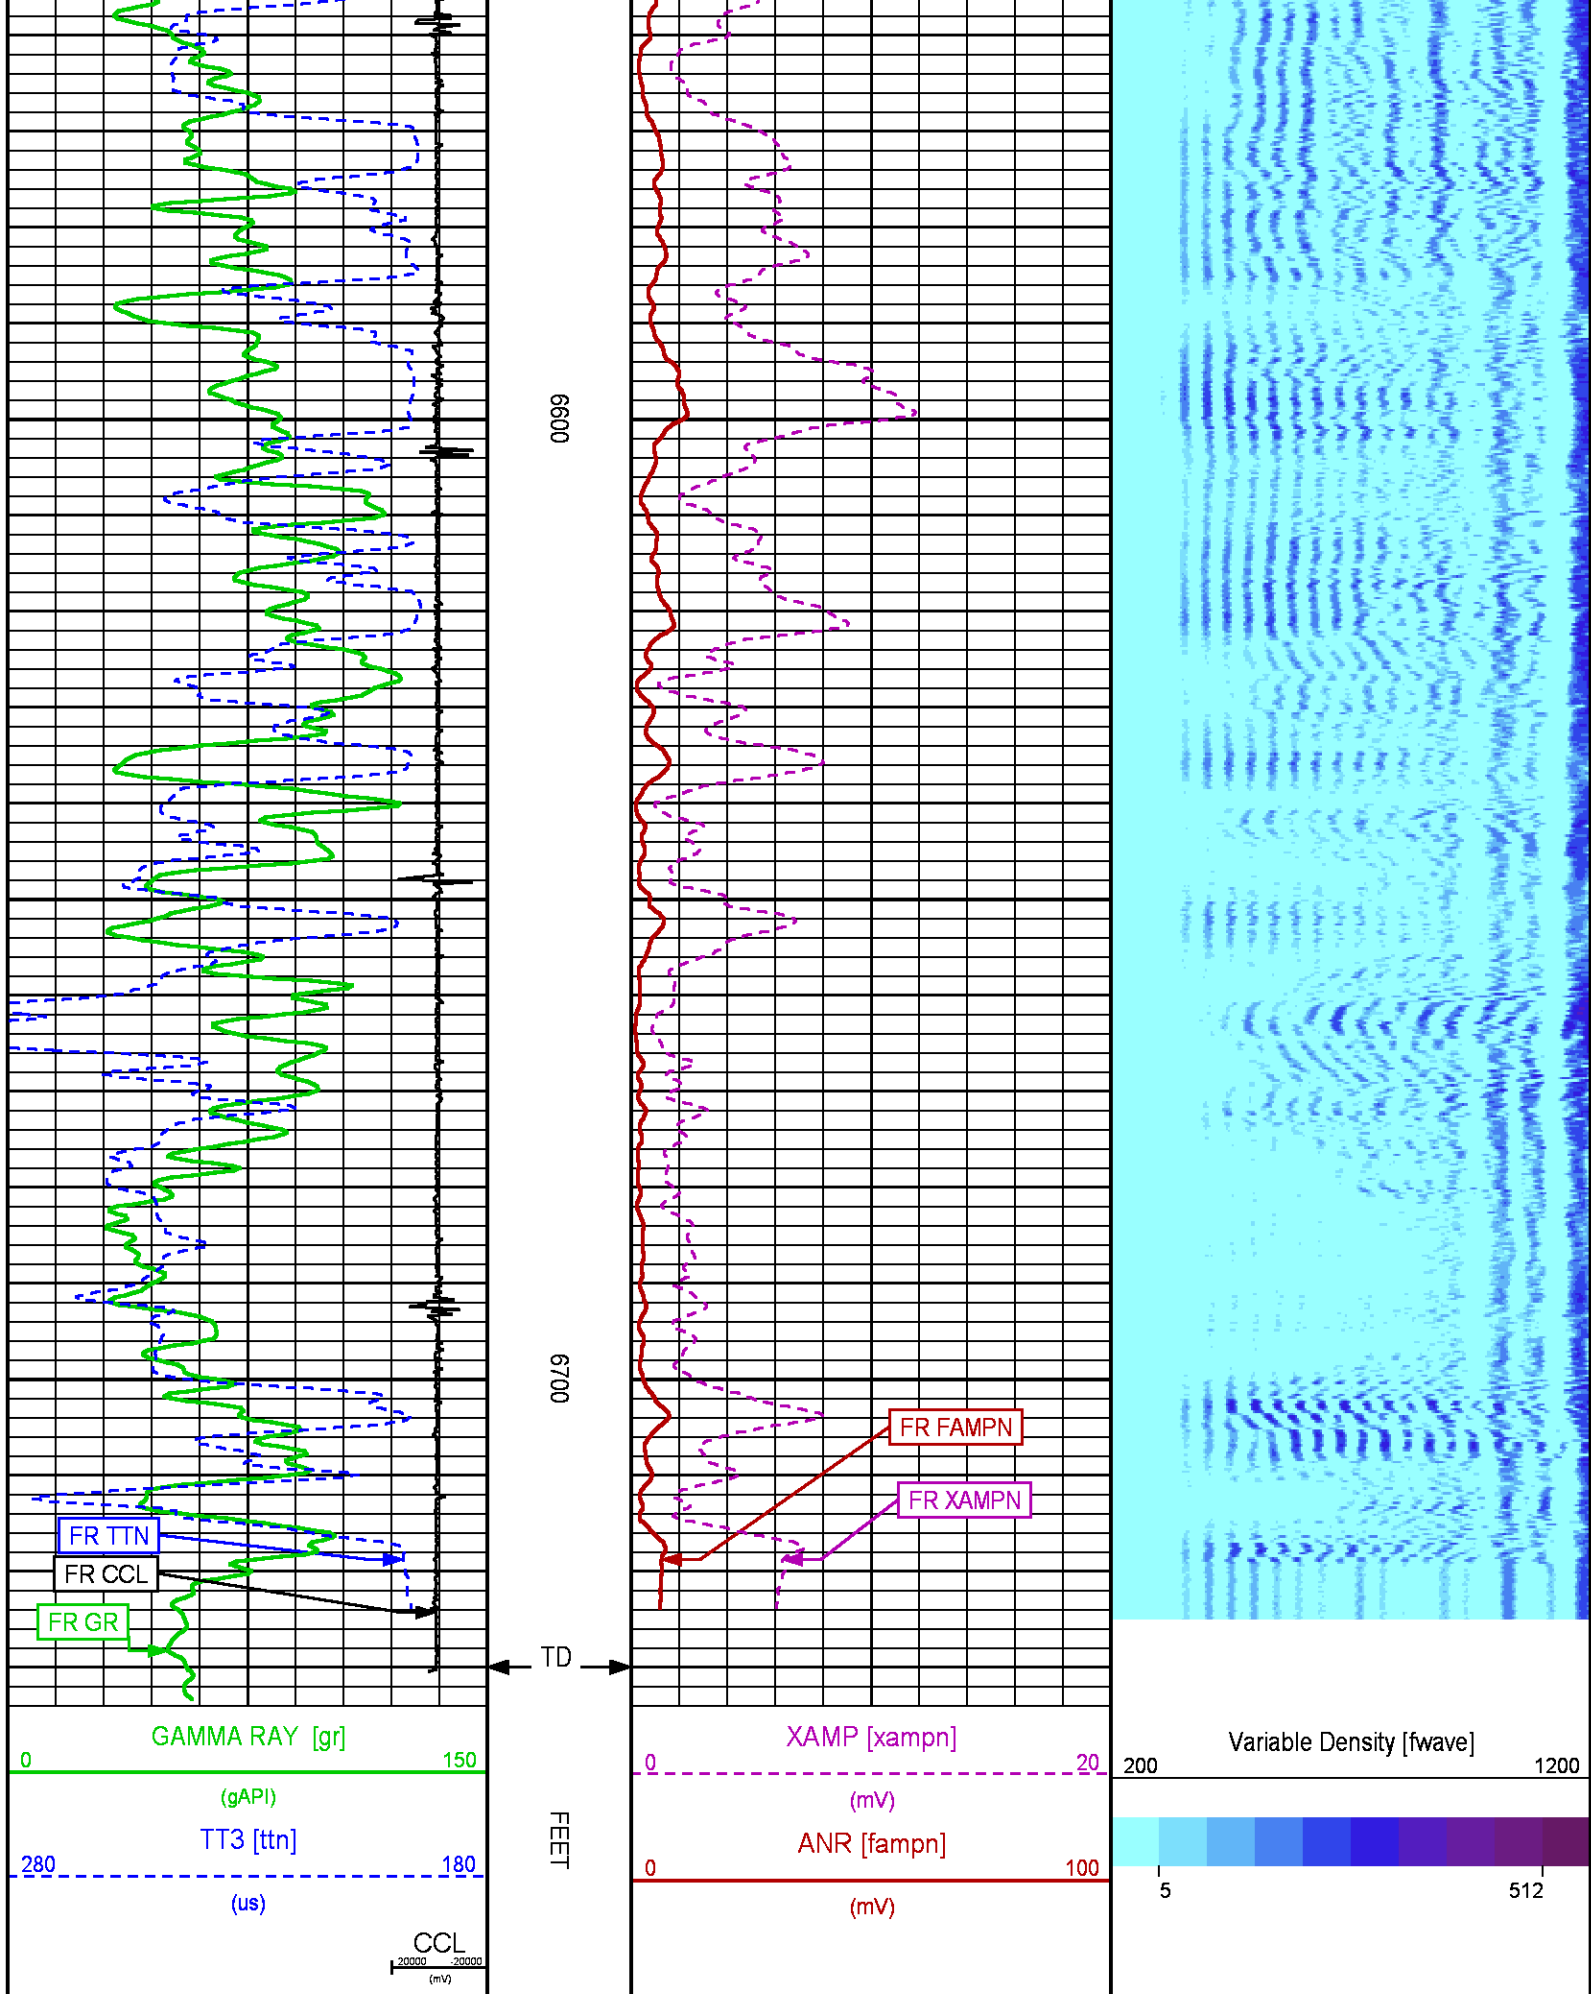 6600
6700
FR FAMPN
FR XAMPN
FR TTN
FR CCL
FR GR
TD
GAMMA RAY [gr]
0 150
(gAPI)
TT3 [ttn]
280 180
(us)
CCL
20000 -20000
(mV)
FEET
XAMP [xampn]
0 20
(mV)
ANR [fampn]
0 100
(mV)
Variable Density [fwave]
200 1200
5 512